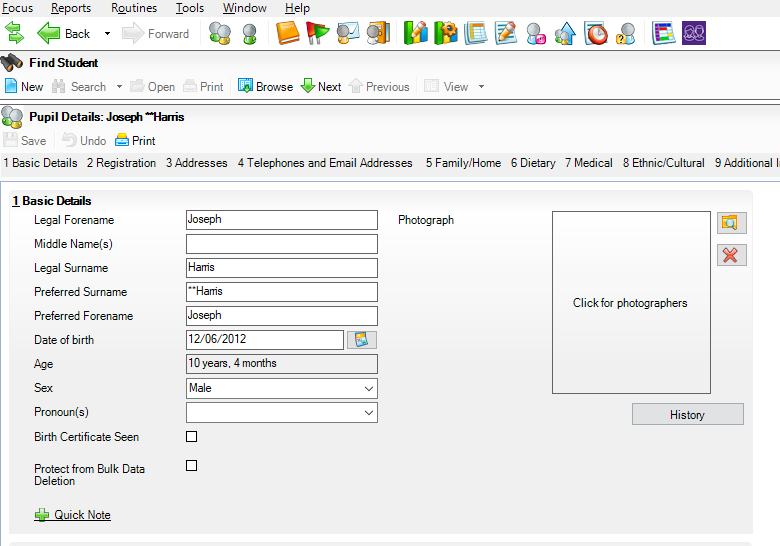 Focus Reports Routines Tools Window Help
Back Forward
Find Student
New Search Open Print Browse Next Previous View
Pupil Details: Joseph **Harris
Save Undo Print
1 Basic Details 2 Registration 3 Addresses 4 Telephones and Email Addresses 5 Family/Home 6 Dietary 7 Medical 8 Ethnic/Cultural 9 Additional I
1 Basic Details
Legal Forename Joseph Photograph
Middle Name(s)
Legal Surname Harris
Preferred Surname **Harris
Click for photographers
Preferred Forename Joseph
Date of birth 12/06/2012
Age 10 years, 4 months
Sex Male
Pronoun(s)
History
Birth Certificate Seen
Protect from Bulk Data
Deletion
Quick Note